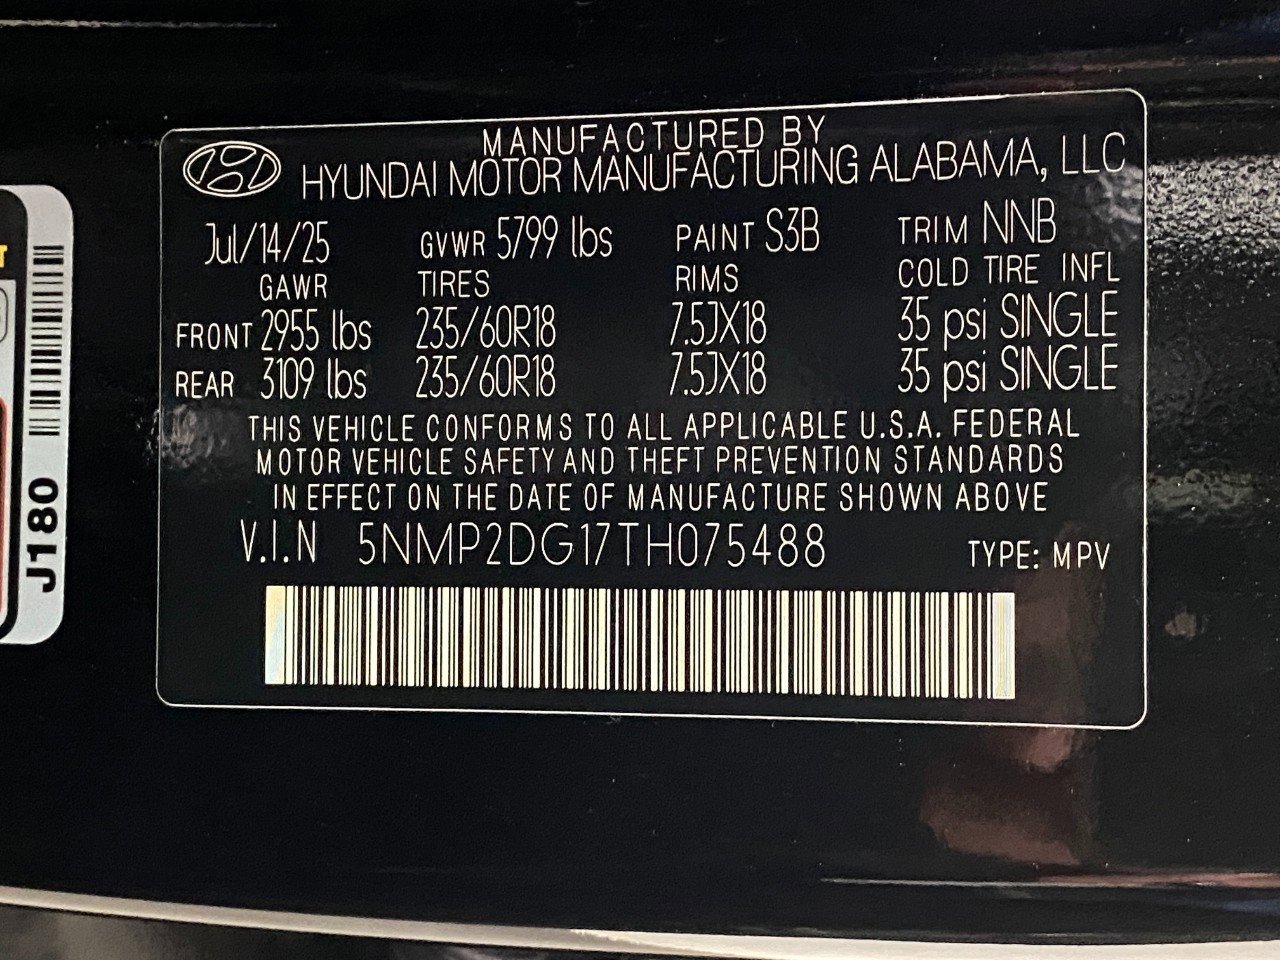 MANUFACTURED BY
HYUNDAI MOTOR MANUFACTURING ALABAMA, LLC
Jul/14/25 GVWR 5799 lbs PAINT S3B TRIM NNB
GAWR TIRES RIMS COLD TIRE INFL
FRONT 2955 lbs 235/60R18 7.5JX18 35 psi SINGLE
REAR 3109 lbs 235/60R18 7.5JX18 35 psi SINGLE
THIS VEHICLE CONFORMS TO ALL APPLICABLE U.S.A. FEDERAL
MOTOR VEHICLE SAFETY AND THEFT PREVENTION STANDARDS
IN EFFECT ON THE DATE OF MANUFACTURE SHOWN ABOVE
V.I.N 5NMP2DG17TH075488 TYPE: MPV
J180